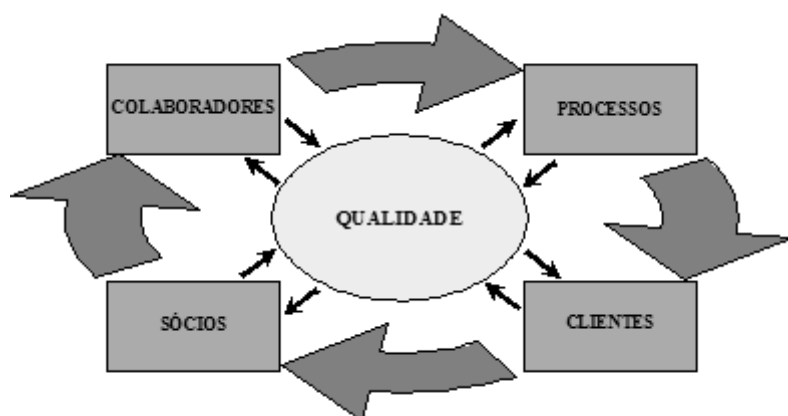 COLABORADORES
PROCESSOS
QUALIDADE
SÓCIOS
CLIENTES